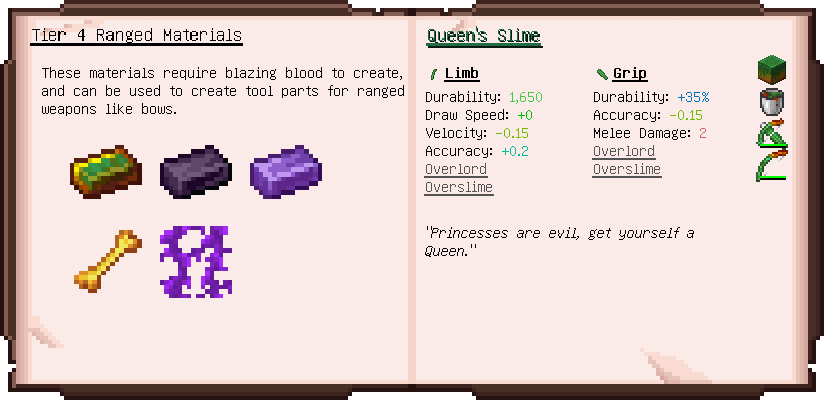 Tier 4 Ranged Materials
These materials require blazing blood to create,
and can be used to create tool parts for ranged
weapons like bows.
Queen's Slime
Limb
Durability: 1,650
Draw Speed: +0
Velocity: -0.15
Accuracy: +0.2
Overlord
Overslime
Grip
Durability: +35%
Accuracy: -0.15
Melee Damage: 2
Overlord
Overslime
"Princesses are evil, get yourself a
Queen."